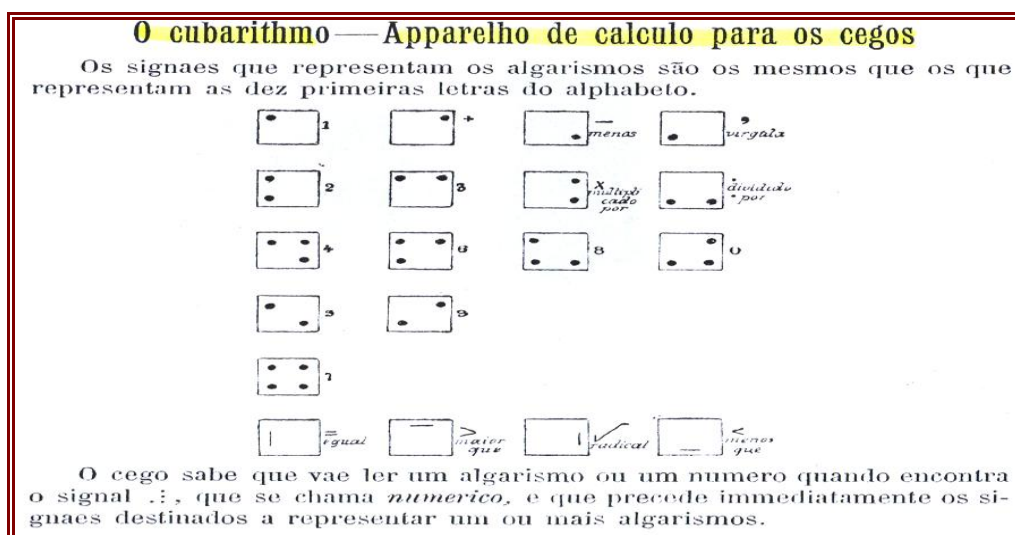 O cubarithmo — Apparelho de calculo para os cegos
Os signaes que representam os algarismos são os mesmos que os que
representam as dez primeiras letras do alphabeto.
1 + — menas , virgula
2 3 x multipli cado por : dividido por
4 6 8 0
5 9
7
= egual > maior que √ radical < menos que
O cego sabe que vae ler um algarismo ou um numero quando encontra
o signal .⋮, que se chama numerico, e que precede immediatamente os si-
gnaes destinados a representar um ou mais algarismos.